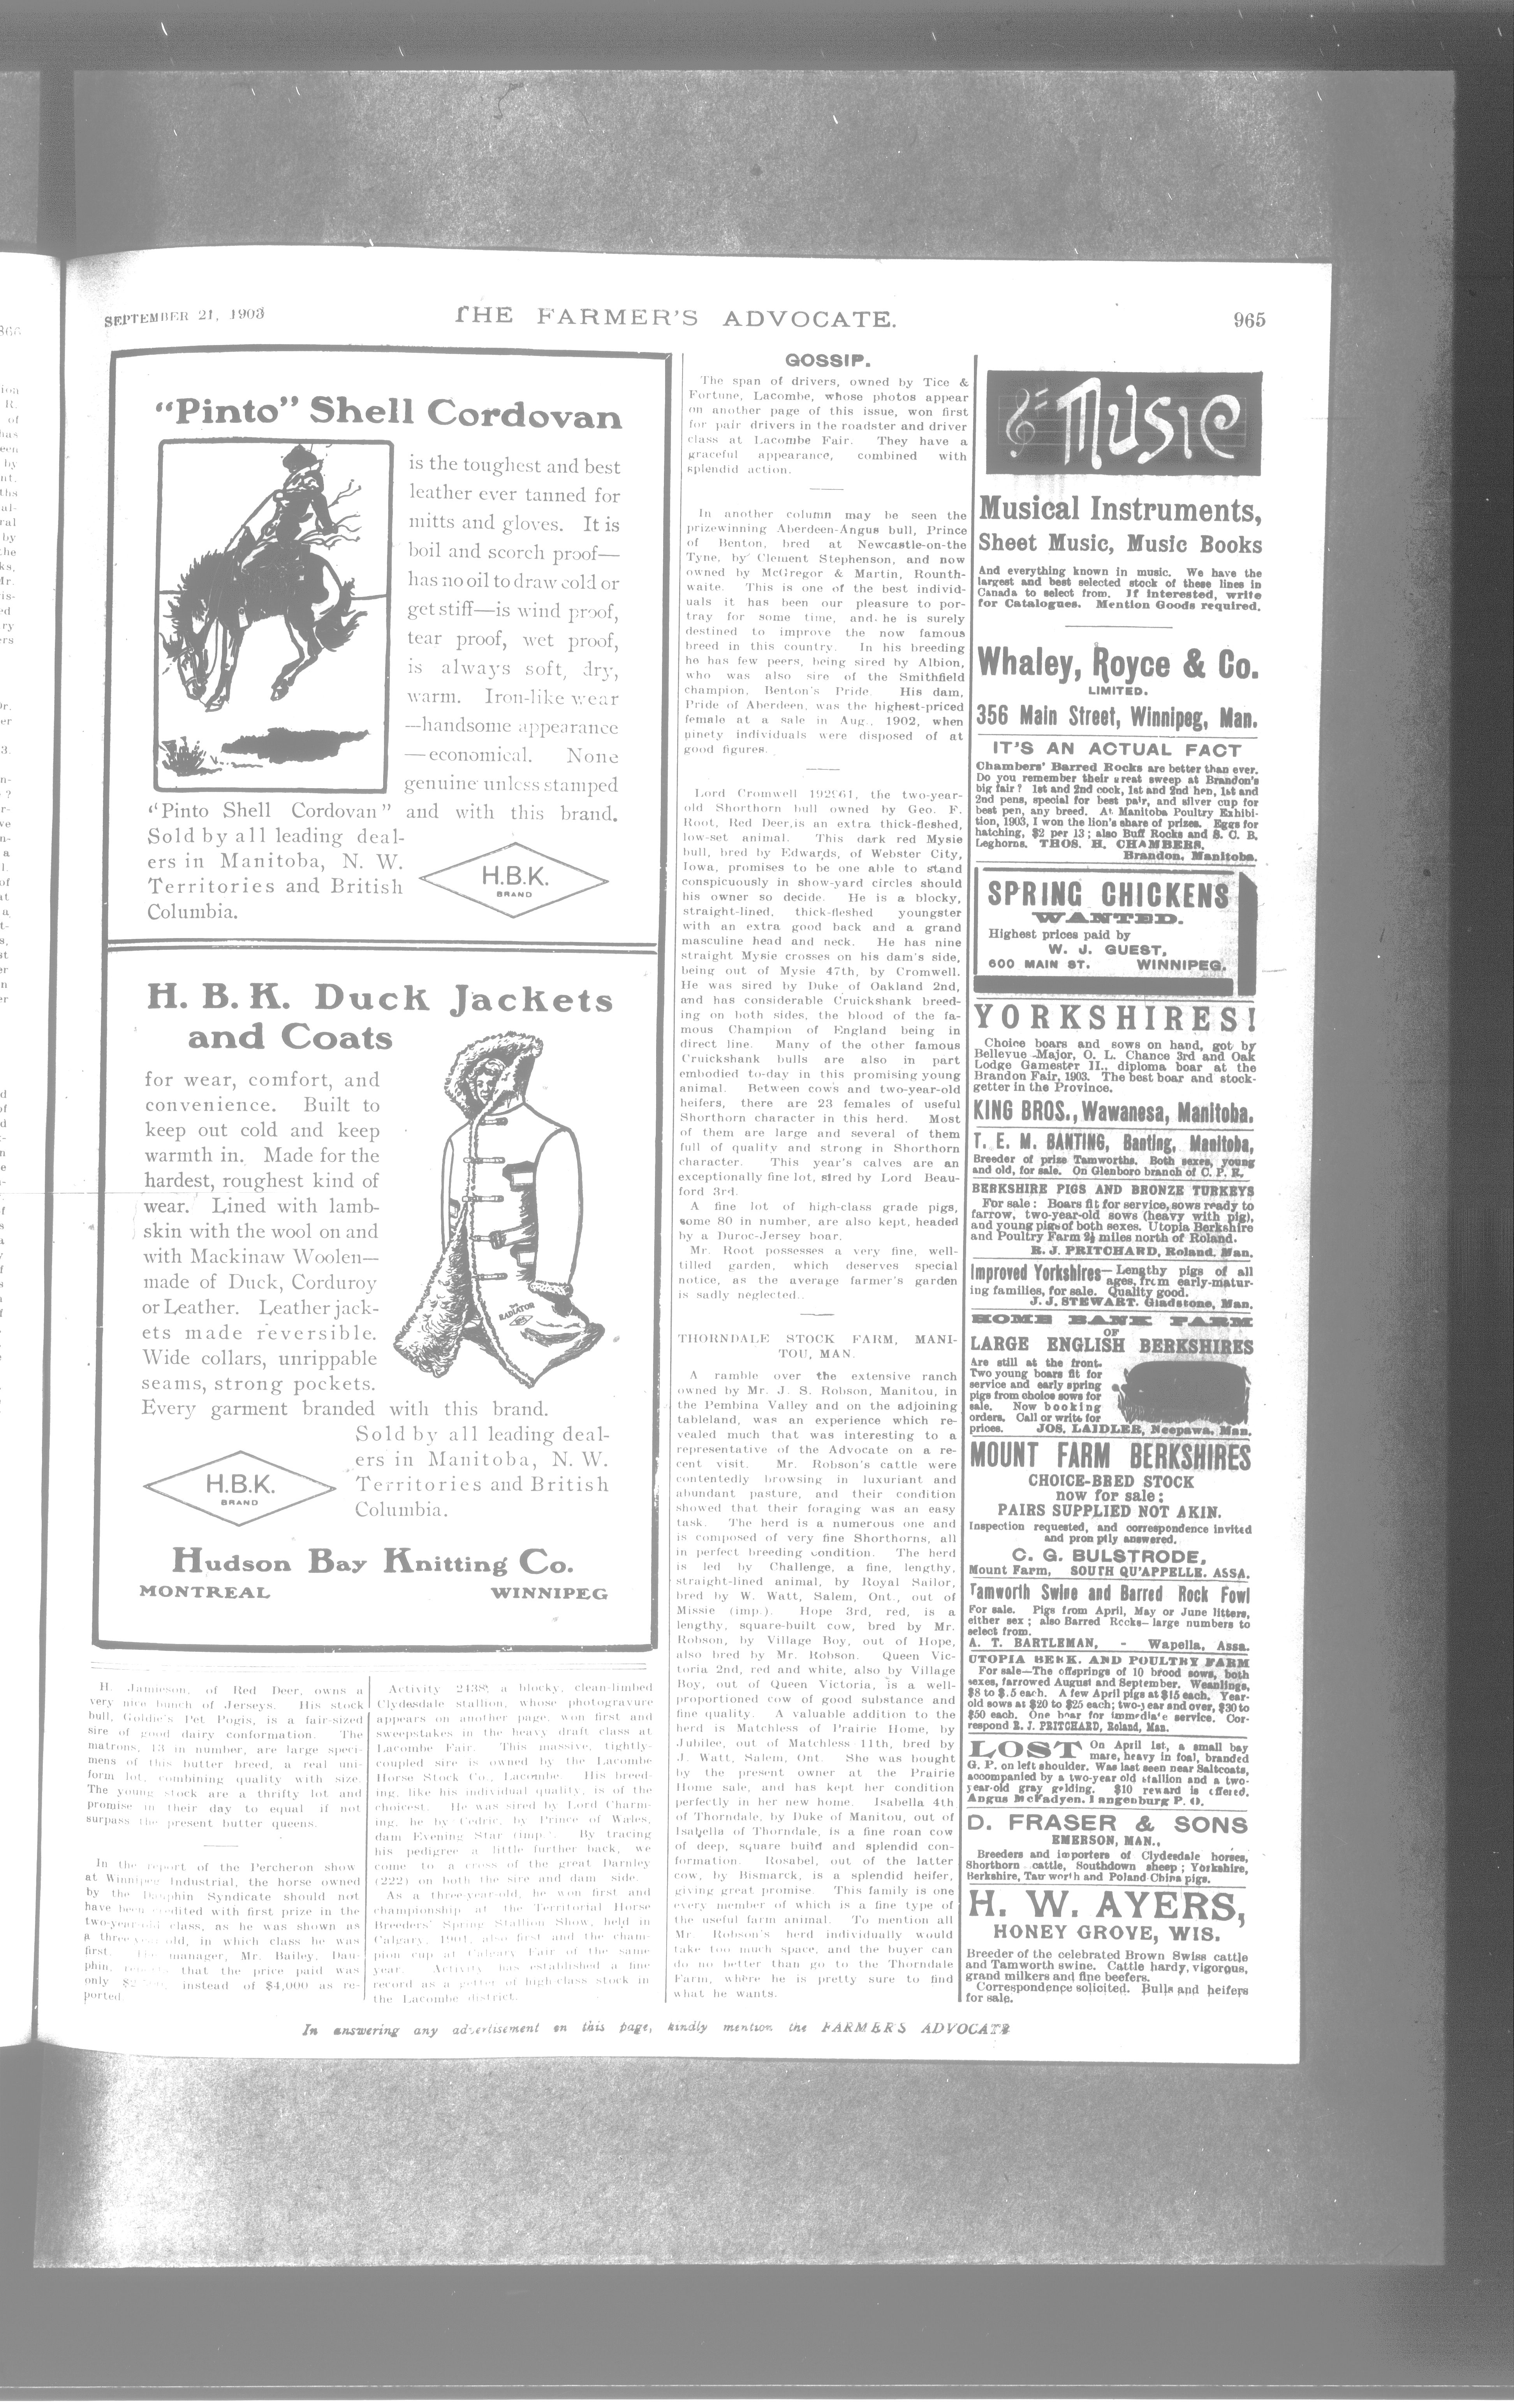 SEPTEMBER 21, 1903
THE FARMER'S ADVOCATE.
965
"Pinto" Shell Cordovan
is the toughest and best
leather ever tanned for
mitts and gloves. It is
boil and scorch proof—
has no oil to draw cold or
get stiff—is wind proof,
tear proof, wet proof,
is always soft, dry,
warm. Iron-like wear
—handsome appearance
—economical. None
genuine unless stamped
"Pinto Shell Cordovan" and with this brand.
Sold by all leading deal-
ers in Manitoba, N. W.
Territories and British
Columbia.
H.B.K.
BRAND
H. B. K. Duck Jackets
and Coats
for wear, comfort, and
convenience. Built to
keep out cold and keep
warmth in. Made for the
hardest, roughest kind of
wear. Lined with lamb-
skin with the wool on and
with Mackinaw Woolen—
made of Duck, Corduroy
or Leather. Leather jack-
ets made reversible.
Wide collars, unrippable
seams, strong pockets.
Every garment branded with this brand.
RADIATOR
Sold by all leading deal-
ers in Manitoba, N. W.
Territories and British
Columbia.
H.B.K.
BRAND
Hudson Bay Knitting Co.
MONTREAL WINNIPEG
H. Jamieson, of Red Deer, owns a
very nice bunch of Jerseys. His stock
bull, Goldie's Pet Pogis, is a fair-sized
sire of good dairy conformation. The
matrons, 13 in number, are large speci-
mens of this butter breed, a real uni-
form lot, combining quality with size.
The young stock are a thrifty lot and
promise in their day to equal if not
surpass the present butter queens.
In the report of the Percheron show
at Winnipeg Industrial, the horse owned
by the Dauphin Syndicate should not
have been credited with first prize in the
two-year-old class, as he was shown as
a three-year-old, in which class he was
first. The manager, Mr. Bailey, Dau-
phin, that the price paid was
only instead of $4,000 as re-
ported.
Activity 2438, a blocky, clean-limbed
Clydesdale stallion, whose photogravure
appears on another page, won first and
sweepstakes in the heavy draft class at
Lacombe Fair. This massive, tightly-
coupled sire is owned by the Lacombe
Horse Stock Co., Lacombe. His breed-
ing, like his individual quality, is of the
choicest. He was sired by Lord Charm-
ing, he by Cedric, by Prince of Wales,
dam Evening Star (imp.). By tracing
his pedigree a little further back, we
come to a cross of the great Darnley
(222) on both the sire and dam side.
As a three-year-old, he won first and
championship at the Territorial Horse
Breeders' Spring Stallion Show, held in
Calgary, 1901, also first and the cham-
pion cup at Calgary Fair of the same
year. Activity has established a fine
record as a getter of high-class stock in
the Lacombe district.
GOSSIP.
The span of drivers, owned by Tice &
Fortune, Lacombe, whose photos appear
on another page of this issue, won first
for pair drivers in the roadster and driver
class at Lacombe Fair. They have a
graceful appearance, combined with
splendid action.
In another column may be seen the
prizewinning Aberdeen-Angus bull, Prince
of Benton, bred at Newcastle-on-the
Tyne, by Clement Stephenson, and now
owned by McGregor & Martin, Rounth-
waite. This is one of the best individ-
uals it has been our pleasure to por-
tray for some time, and he is surely
destined to improve the now famous
breed in this country. In his breeding
he has few peers, being sired by Albion,
who was also sire of the Smithfield
champion, Benton's Pride. His dam,
Pride of Aberdeen, was the highest-priced
female at a sale in Aug., 1902, when
ninety individuals were disposed of at
good figures.
Lord Cromwell 192961, the two-year-
old Shorthorn bull owned by Geo. F.
Root, Red Deer, is an extra thick-fleshed,
low-set animal. This dark red Mysie
bull, bred by Edwards, of Webster City,
Iowa, promises to be one able to stand
conspicuously in show-yard circles should
his owner so decide. He is a blocky,
straight-lined, thick-fleshed youngster
with an extra good back and a grand
masculine head and neck. He has nine
straight Mysie crosses on his dam's side,
being out of Mysie 47th, by Cromwell.
He was sired by Duke of Oakland 2nd,
and has considerable Cruickshank breed-
ing on both sides, the blood of the fa-
mous Champion of England being in
direct line. Many of the other famous
Cruickshank bulls are also in part
embodied to-day in this promising young
animal. Between cows and two-year-old
heifers, there are 23 females of useful
Shorthorn character in this herd. Most
of them are large and several of them
full of quality and strong in Shorthorn
character. This year's calves are an
exceptionally fine lot, sired by Lord Beau-
ford 3rd.
A fine lot of high-class grade pigs,
some 80 in number, are also kept, headed
by a Duroc-Jersey boar.
Mr. Root possesses a very fine, well-
tilled garden, which deserves special
notice, as the average farmer's garden
is sadly neglected.
THORNDALE STOCK FARM, MANI-
TOU, MAN.
A ramble over the extensive ranch
owned by Mr. J. S. Robson, Manitou, in
the Pembina Valley and on the adjoining
tableland, was an experience which re-
vealed much that was interesting to a
representative of the Advocate on a re-
cent visit. Mr. Robson's cattle were
contentedly browsing in luxuriant and
abundant pasture, and their condition
showed that their foraging was an easy
task. The herd is a numerous one and
is composed of very fine Shorthorns, all
in perfect breeding condition. The herd
is led by Challenge, a fine, lengthy,
straight-lined animal, by Royal Sailor,
bred by W. Watt, Salem, Ont., out of
Missie (imp.). Hope 3rd, red, is a
lengthy, square-built cow, bred by Mr.
Robson, by Village Boy, out of Hope,
also bred by Mr. Robson. Queen Vic-
toria 2nd, red and white, also by Village
Boy, out of Queen Victoria, is a well-
proportioned cow of good substance and
fine quality. A valuable addition to the
herd is Matchless of Prairie Home, by
Jubilee, out of Matchless 11th, bred by
J. Watt, Salem, Ont. She was bought
by the present owner at the Prairie
Home sale, and has kept her condition
perfectly in her new home. Isabella 4th
of Thorndale, by Duke of Manitou, out of
Isabella of Thorndale, is a fine roan cow
of deep, square build and splendid con-
formation. Rosabel, out of the latter
cow, by Bismarck, is a splendid heifer,
giving great promise. This family is one
every member of which is a fine type of
the useful farm animal. To mention all
Mr. Robson's herd individually would
take too much space, and the buyer can
do no better than go to the Thorndale
Farm, where he is pretty sure to find
what he wants.
MUSIC
Musical Instruments,
Sheet Music, Music Books
And everything known in music. We have the
largest and best selected stock of these lines in
Canada to select from. If interested, write
for Catalogues. Mention Goods required.
Whaley, Royce & Co.
LIMITED.
356 Main Street, Winnipeg, Man.
IT'S AN ACTUAL FACT
Chambers' Barred Rocks are better than ever.
Do you remember their great sweep at Brandon's
big fair? 1st and 2nd cock, 1st and 2nd hen, 1st and
2nd pens, special for best pair, and silver cup for
best pen, any breed. At Manitoba Poultry Exhibi-
tion, 1903, I won the lion's share of prizes. Eggs for
hatching, $2 per 13; also Buff Rocks and S. C. B.
Leghorns. THOS. H. CHAMBERS,
Brandon, Manitoba.
SPRING CHICKENS
WANTED.
Highest prices paid by
W. J. GUEST,
600 MAIN ST. WINNIPEG.
YORKSHIRES!
Choice boars and sows on hand, got by
Bellevue Major, O. L. Chance 3rd and Oak
Lodge Gamester II., diploma boar at the
Brandon Fair, 1903. The best boar and stock-
getter in the Province.
KING BROS., Wawanesa, Manitoba.
T. E. M. BANTING, Banting, Manitoba,
Breeder of prize Tamworths. Both sexes, young
and old, for sale. On Glenboro branch of C. P. R.
BERKSHIRE PIGS AND BRONZE TURKEYS
For sale: Boars fit for service, sows ready to
farrow, two-year-old sows (heavy with pig),
and young pigs of both sexes. Utopia Berkshire
and Poultry Farm 2½ miles north of Roland.
R. J. PRITCHARD, Roland, Man.
Improved Yorkshires—Lengthy pigs of all
ages, from early-matur-
ing families, for sale. Quality good.
J. J. STEWART, Gladstone, Man.
HOME BANK FARM
OF
LARGE ENGLISH BERKSHIRES
Are still at the front.
Two young boars fit for
service and early spring
pigs from choice sows for
sale. Now booking
orders. Call or write for
prices. JOS. LAIDLER, Neepawa, Man.
MOUNT FARM BERKSHIRES
CHOICE-BRED STOCK
now for sale:
PAIRS SUPPLIED NOT AKIN.
Inspection requested, and correspondence invited
and promptly answered.
C. G. BULSTRODE,
Mount Farm, SOUTH QU'APPELLE, ASSA.
Tamworth Swine and Barred Rock Fowl
For sale. Pigs from April, May or June litters,
either sex; also Barred Rocks—large numbers to
select from.
A. T. BARTLEMAN, - Wapella, Assa.
UTOPIA BERK. AND POULTRY FARM
For sale—The offsprings of 10 brood sows, both
sexes, farrowed August and September. Weanlings,
$8 to $.5 each. A few April pigs at $15 each. Year-
old sows at $20 to $25 each; two-year and over, $30 to
$50 each. One boar for immediate service. Cor-
respond R. J. PRITCHARD, Roland, Man.
LOST On April 1st, a small bay
mare, heavy in foal, branded
G. P. on left shoulder. Was last seen near Saltcoats,
accompanied by a two-year old stallion and a two-
year-old gray gelding. $10 reward is offered.
Angus McFadyen, Langenburg P. O.
D. FRASER & SONS
EMERSON, MAN.,
Breeders and importers of Clydesdale horses,
Shorthorn cattle, Southdown sheep; Yorkshire,
Berkshire, Tamworth and Poland-China pigs.
H. W. AYERS,
HONEY GROVE, WIS.
Breeder of the celebrated Brown Swiss cattle
and Tamworth swine. Cattle hardy, vigorous,
grand milkers and fine beefers.
Correspondence solicited. Bulls and heifers
for sale.
In answering any advertisement on this page, kindly mention the FARMER'S ADVOCATE